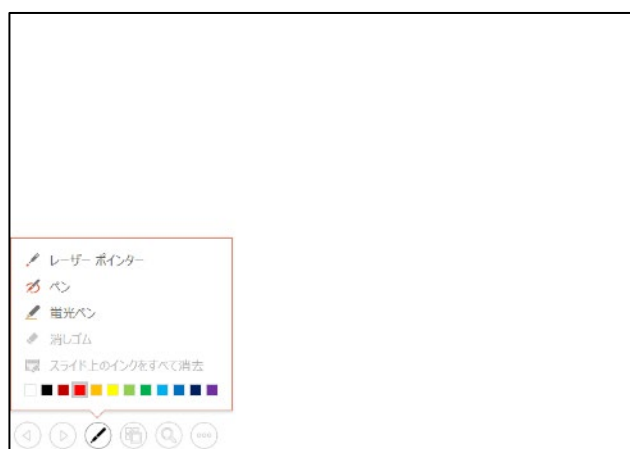 レーザー ポインター
ペン
蛍光ペン
消しゴム
スライド上のインクをすべて消去